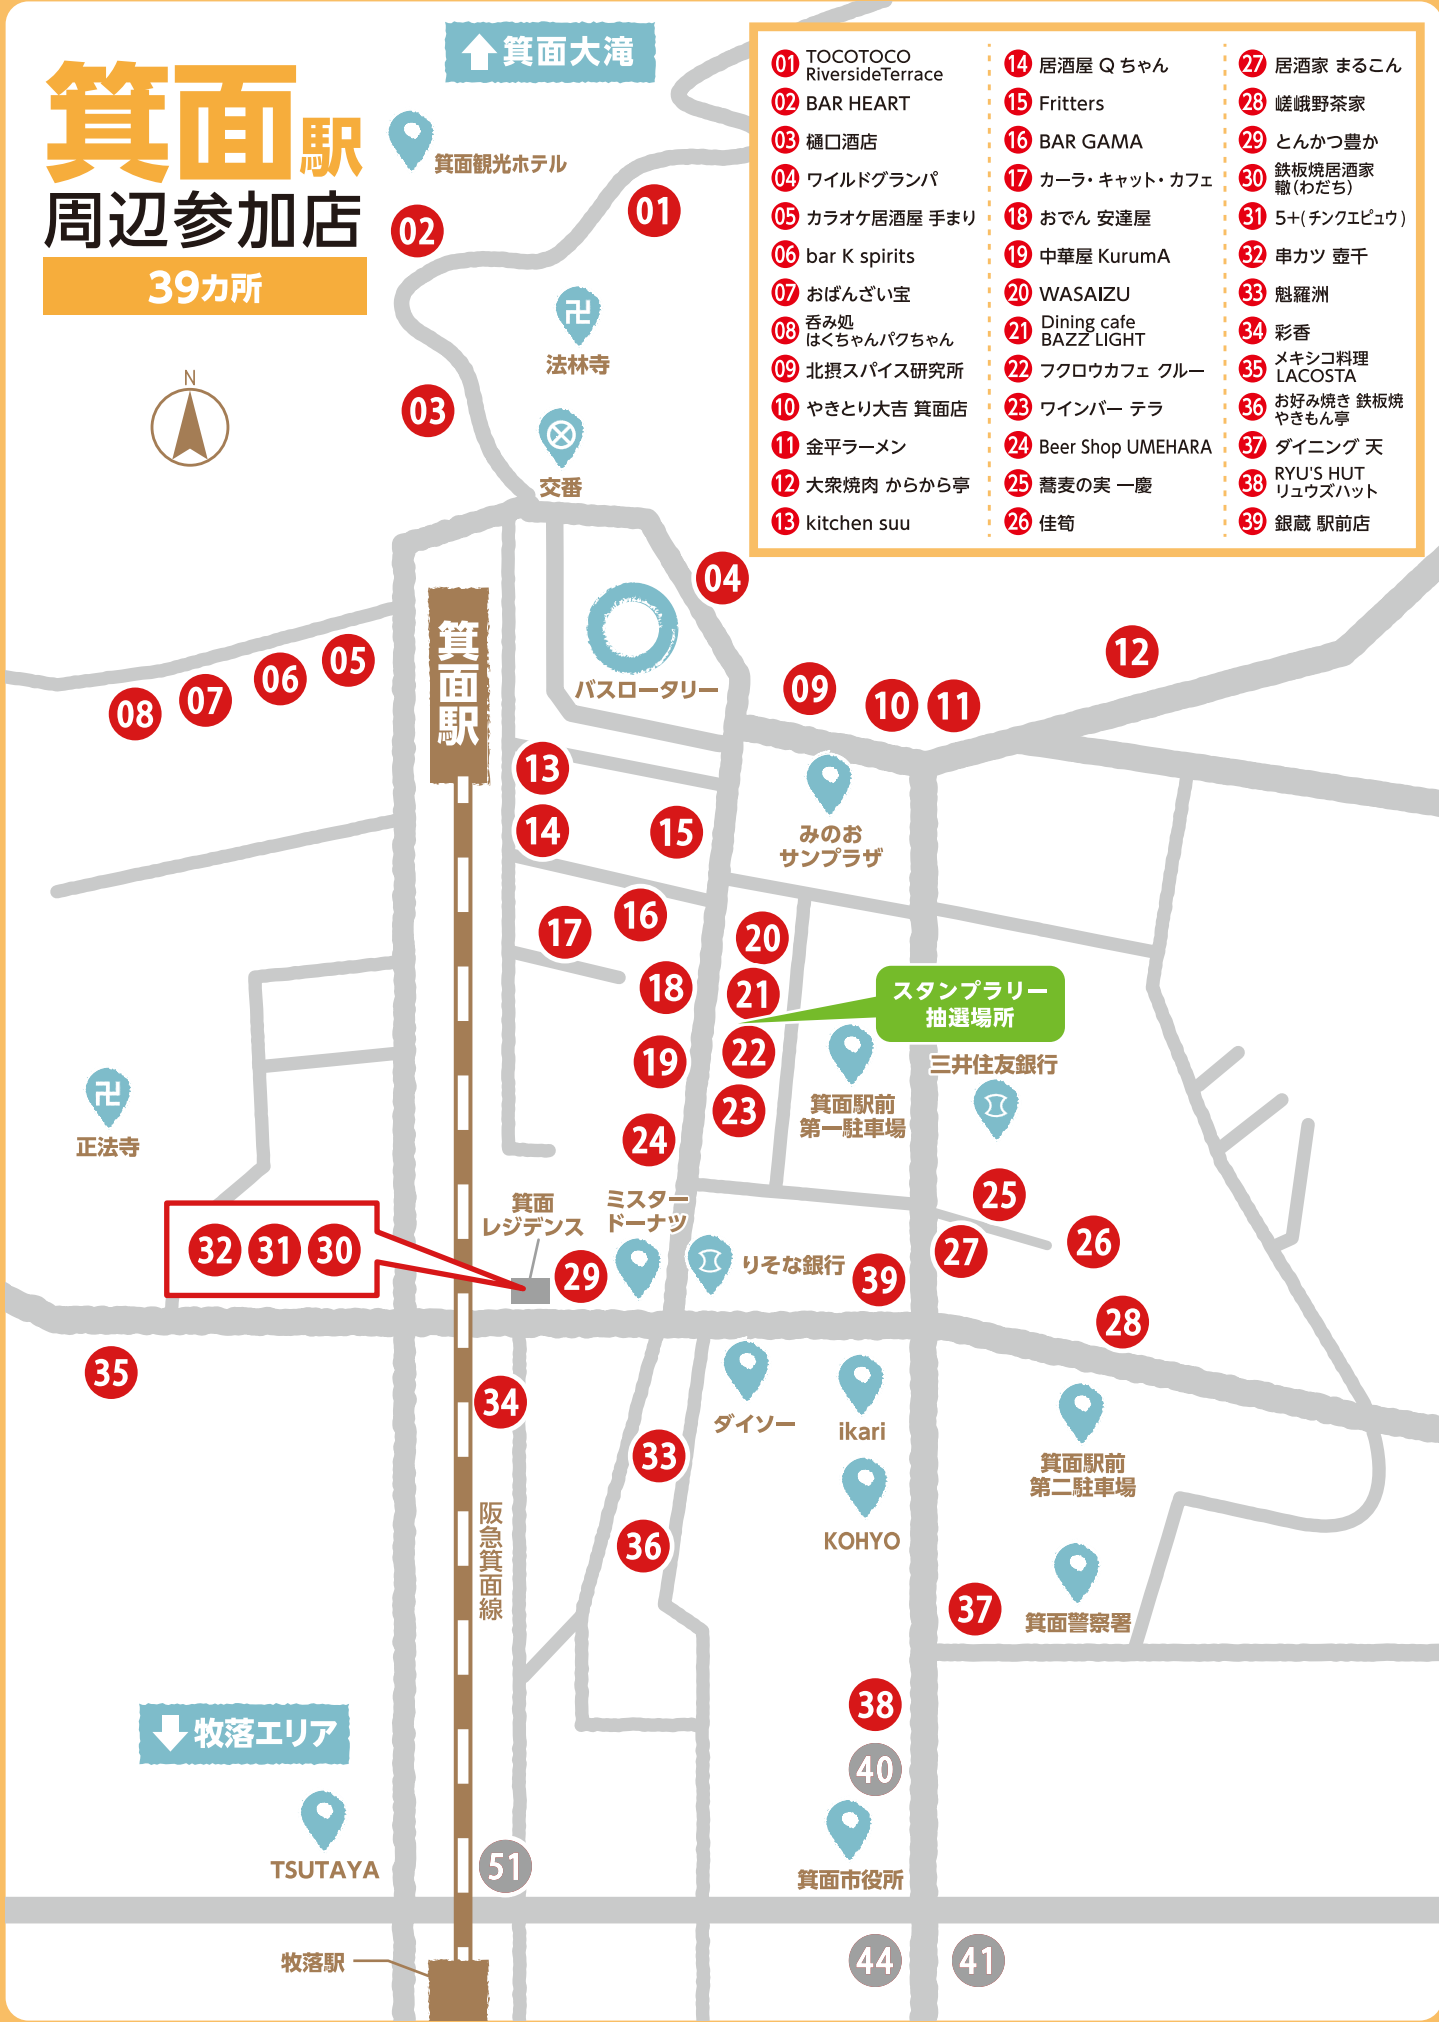 箕面駅
周辺参加店
39カ所
箕面大滝
01 TOCOTOCO
RiversideTerrace
02 BAR HEART
03 樋口酒店
04 ワイルドグランパ
05 カラオケ居酒屋 手まり
06 bar K spirits
07 おばんざい宝
08 呑み処
はくちゃんパクちゃん
09 北摂スパイス研究所
10 やきとり大吉 箕面店
11 金平ラーメン
12 大衆焼肉 からから亭
13 kitchen suu
14 居酒屋 Q ちゃん
15 Fritters
16 BAR GAMA
17 カーラ・キャット・カフェ
18 おでん 安達屋
19 中華屋 KurumA
20 WASAIZU
21 Dining cafe
BAZZ LIGHT
22 フクロウカフェ クルー
23 ワインバー テラ
24 Beer Shop UMEHARA
25 蕎麦の実 一慶
26 佳筍
27 居酒家 まるこん
28 嵯峨野茶家
29 とんかつ豊か
30 鉄板焼居酒家
轍(わだち)
31 5+(チンクエピュウ)
32 串カツ 壺千
33 魁羅洲
34 彩香
35 メキシコ料理
LACOSTA
36 お好み焼き 鉄板焼
やきもん亭
37 ダイニング 天
38 RYU'S HUT
リュウズハット
39 銀蔵 駅前店
箕面観光ホテル
01
02
N
卍
法林寺
03
交番
04
箕面駅
バスロータリー
05
06
07
08
09
10
11
12
13
14
15
みのお
サンプラザ
16
17
18
19
20
21
スタンプラリー
抽選場所
22
23
24
箕面駅前
第一駐車場
三井住友銀行
卍
正法寺
25
26
27
28
32 31 30
箕面
レジデンス
29
ミスター
ドーナツ
りそな銀行
39
35
34
33
ダイソー
ikari
箕面駅前
第二駐車場
阪急箕面線
36
KOHYO
37
箕面警察署
38
40
牧落エリア
TSUTAYA
51
箕面市役所
牧落駅
44
41